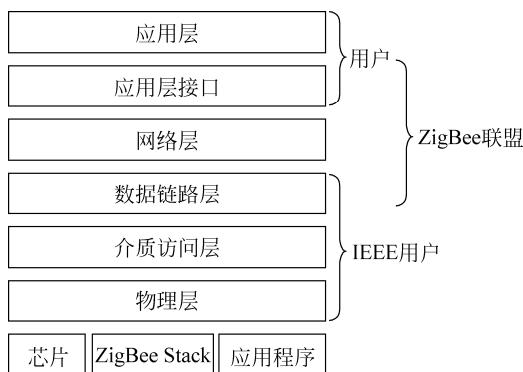 应用层
用户
应用层接口
网络层
ZigBee联盟
数据链路层
介质访问层
IEEE用户
物理层
芯片
ZigBee Stack
应用程序